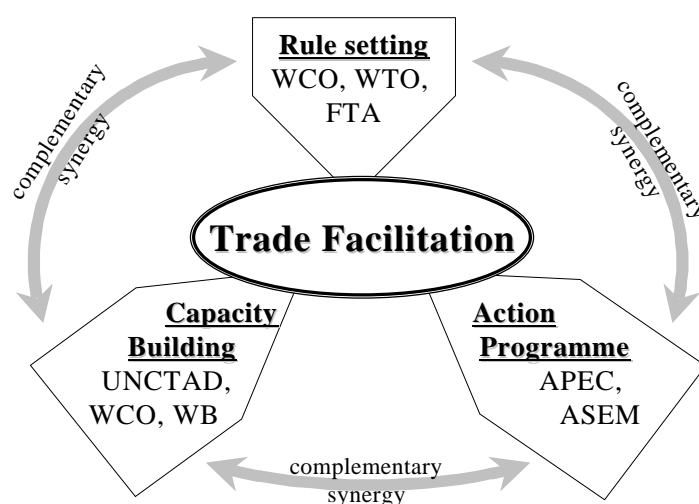 Rule setting
WCO, WTO,
FTA
complementary
synergy
complementary
synergy
Trade Facilitation
Capacity
Building
UNCTAD,
WCO, WB
Action
Programme
APEC,
ASEM
complementary
synergy